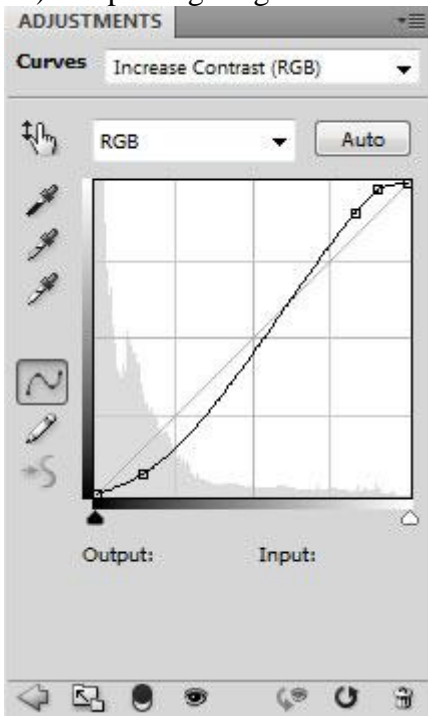 ADJUSTMENTS
Curves Increase Contrast (RGB)
RGB Auto
Output: Input: